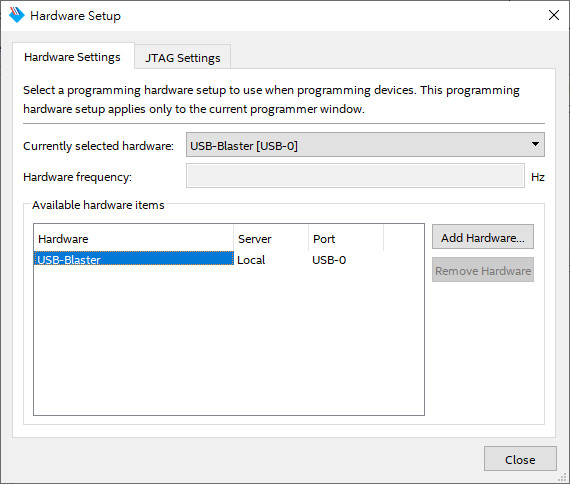 Hardware Setup
Hardware Settings
JTAG Settings
Select a programming hardware setup to use when programming devices. This programming
hardware setup applies only to the current programmer window.
Currently selected hardware:
USB-Blaster [USB-0]
Hardware frequency:
Hz
Available hardware items
Hardware Server Port
USB-Blaster Local USB-0
Add Hardware...
Remove Hardware
Close